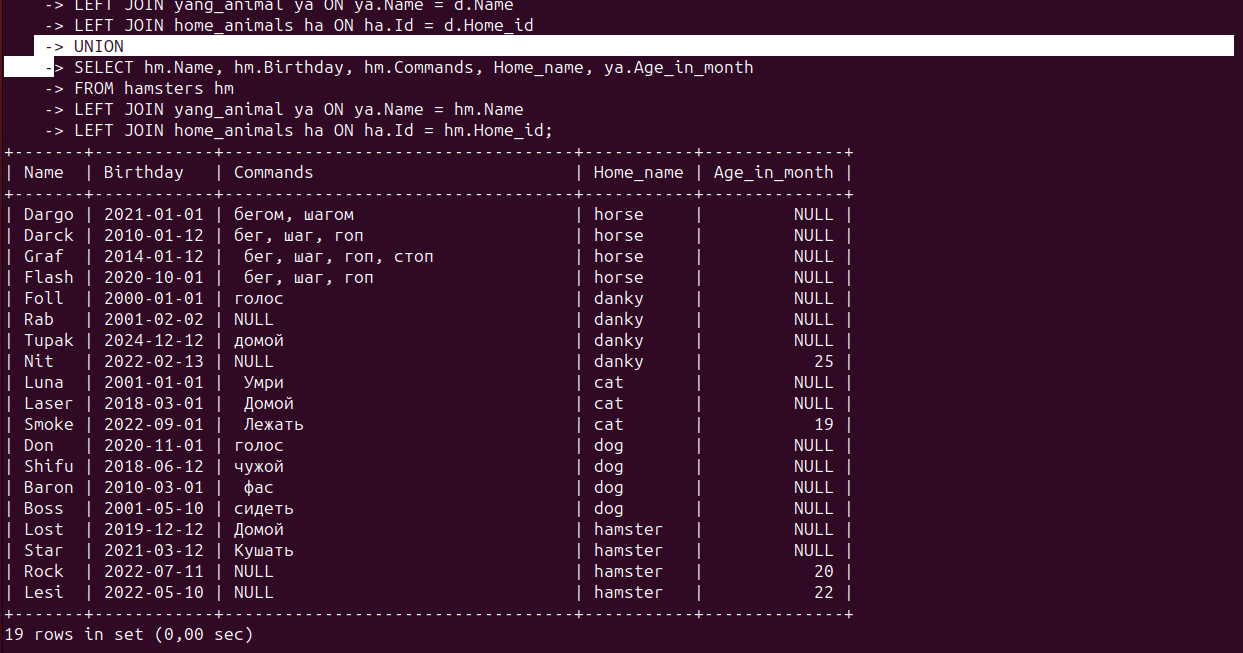 -> LEFT JOIN yang_animal ya ON ya.Name = d.Name
-> LEFT JOIN home_animals ha ON ha.Id = d.Home_id
-> UNION
-> SELECT hm.Name, hm.Birthday, hm.Commands, Home_name, ya.Age_in_month
-> FROM hamsters hm
-> LEFT JOIN yang_animal ya ON ya.Name = hm.Name
-> LEFT JOIN home_animals ha ON ha.Id = hm.Home_id;
+-------+------------+-----------------------------------+-----------+--------------+
| Name  | Birthday   | Commands                          | Home_name | Age_in_month |
+-------+------------+-----------------------------------+-----------+--------------+
| Dargo | 2021-01-01 | бегом, шагом                      | horse     |         NULL |
| Darck | 2010-01-12 | бег, шаг, гоп                     | horse     |         NULL |
| Graf  | 2014-01-12 |  бег, шаг, гоп, стоп              | horse     |         NULL |
| Flash | 2020-10-01 |  бег, шаг, гоп                    | horse     |         NULL |
| Foll  | 2000-01-01 | голос                             | danky     |         NULL |
| Rab   | 2001-02-02 | NULL                              | danky     |         NULL |
| Tupak | 2024-12-12 | домой                             | danky     |         NULL |
| Nit   | 2022-02-13 | NULL                              | danky     |           25 |
| Luna  | 2001-01-01 |  Умри                             | cat       |         NULL |
| Laser | 2018-03-01 |  Домой                            | cat       |         NULL |
| Smoke | 2022-09-01 |  Лежать                           | cat       |           19 |
| Don   | 2020-11-01 | голос                             | dog       |         NULL |
| Shifu | 2018-06-12 | чужой                             | dog       |         NULL |
| Baron | 2010-03-01 |  фас                              | dog       |         NULL |
| Boss  | 2001-05-10 | сидеть                            | dog       |         NULL |
| Lost  | 2019-12-12 | Домой                             | hamster   |         NULL |
| Star  | 2021-03-12 | Кушать                            | hamster   |         NULL |
| Rock  | 2022-07-11 | NULL                              | hamster   |           20 |
| Lesi  | 2022-05-10 | NULL                              | hamster   |           22 |
+-------+------------+-----------------------------------+-----------+--------------+
19 rows in set (0,00 sec)